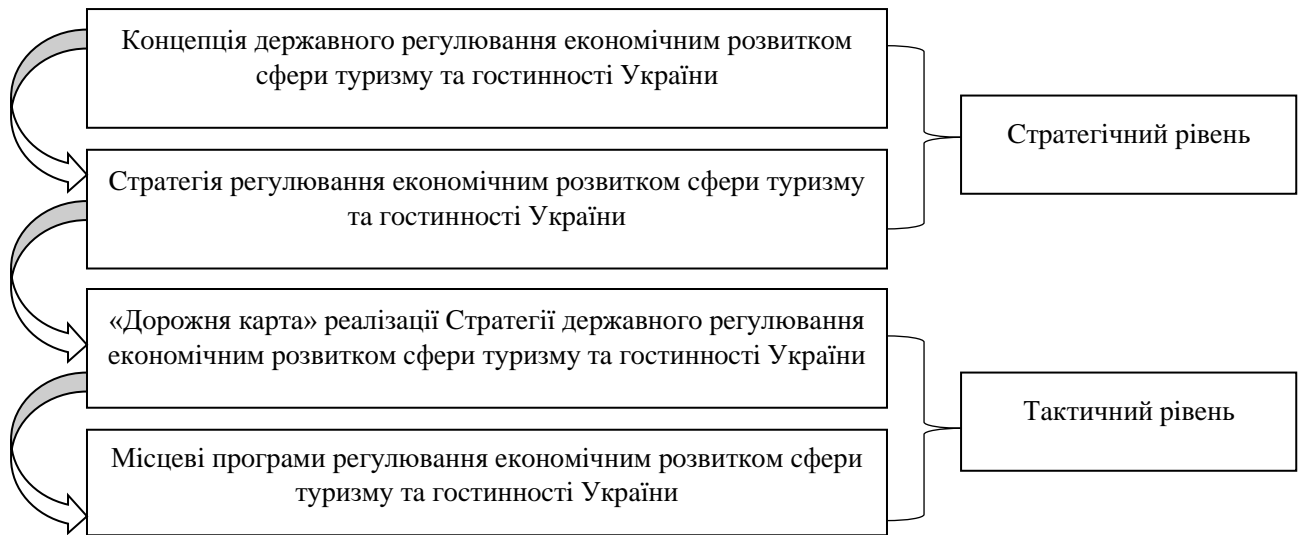 Концепція державного регулювання економічним розвитком
сфери туризму та гостинності України
Стратегічний рівень
Стратегія регулювання економічним розвитком сфери туризму
та гостинності України
«Дорожня карта» реалізації Стратегії державного регулювання
економічним розвитком сфери туризму та гостинності України
Тактичний рівень
Місцеві програми регулювання економічним розвитком сфери
туризму та гостинності України